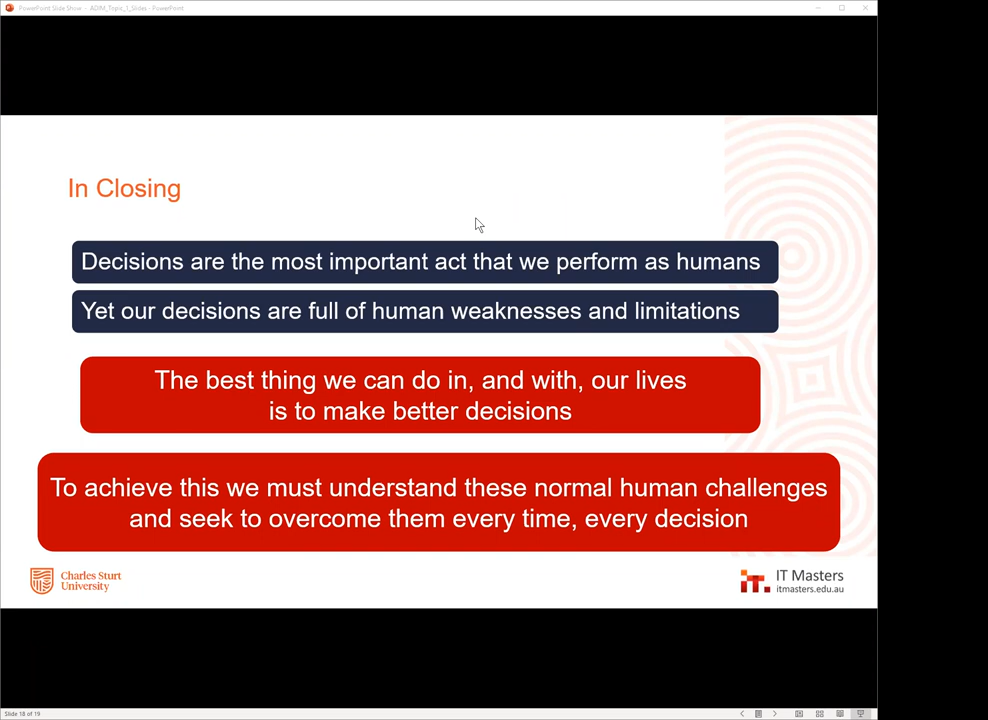 PowerPoint Slide Show - ADIM_Topic_1_Slides - PowerPoint
In Closing
Decisions are the most important act that we perform as humans
Yet our decisions are full of human weaknesses and limitations
The best thing we can do in, and with, our lives
is to make better decisions
To achieve this we must understand these normal human challenges
and seek to overcome them every time, every decision
Charles Sturt
University
IT Masters
itmasters.edu.au
Slide 18 of 19